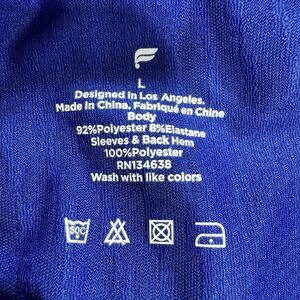 L
Designed in Los Angeles.
Made in China. Fabriqué en Chine
Body
92%Polyester 8%Elastane
Sleeves & Back Hem
100%Polyester
RN134638
Wash with like colors
30C